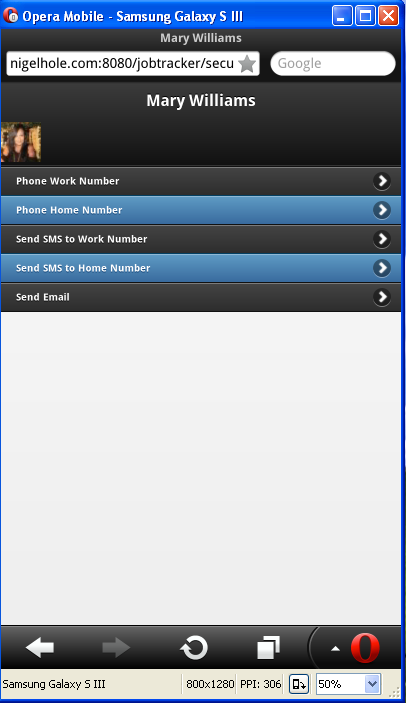 Opera Mobile - Samsung Galaxy S III
Mary Williams
nigelhole.com:8080/jobtracker/secu
Google
Mary Williams
Phone Work Number
Phone Home Number
Send SMS to Work Number
Send SMS to Home Number
Send Email
Samsung Galaxy S III 800x1280 PPI: 306 50%